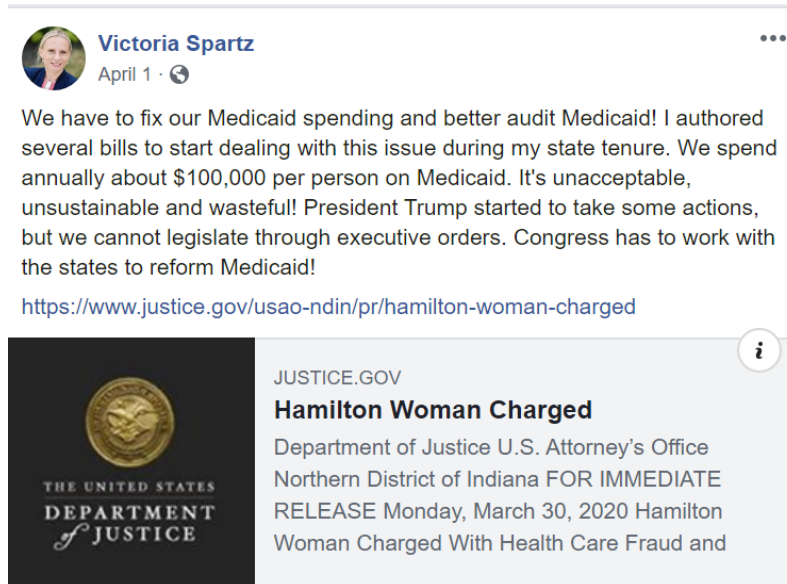 Victoria Spartz
April 1 ·
We have to fix our Medicaid spending and better audit Medicaid! I authored
several bills to start dealing with this issue during my state tenure. We spend
annually about $100,000 per person on Medicaid. It's unacceptable,
unsustainable and wasteful! President Trump started to take some actions,
but we cannot legislate through executive orders. Congress has to work with
the states to reform Medicaid!
https://www.justice.gov/usao-ndin/pr/hamilton-woman-charged
i
THE UNITED STATES
DEPARTMENT
of JUSTICE
JUSTICE.GOV
Hamilton Woman Charged
Department of Justice U.S. Attorney’s Office
Northern District of Indiana FOR IMMEDIATE
RELEASE Monday, March 30, 2020 Hamilton
Woman Charged With Health Care Fraud and